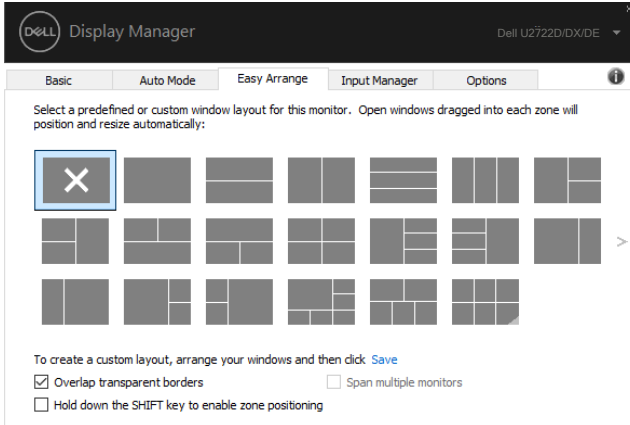 DELL Display Manager
Dell U2722D/DX/DE
Basic Auto Mode Easy Arrange Input Manager Options
Select a predefined or custom window layout for this monitor. Open windows dragged into each zone will
position and resize automatically:
To create a custom layout, arrange your windows and then click Save
Overlap transparent borders
Span multiple monitors
Hold down the SHIFT key to enable zone positioning